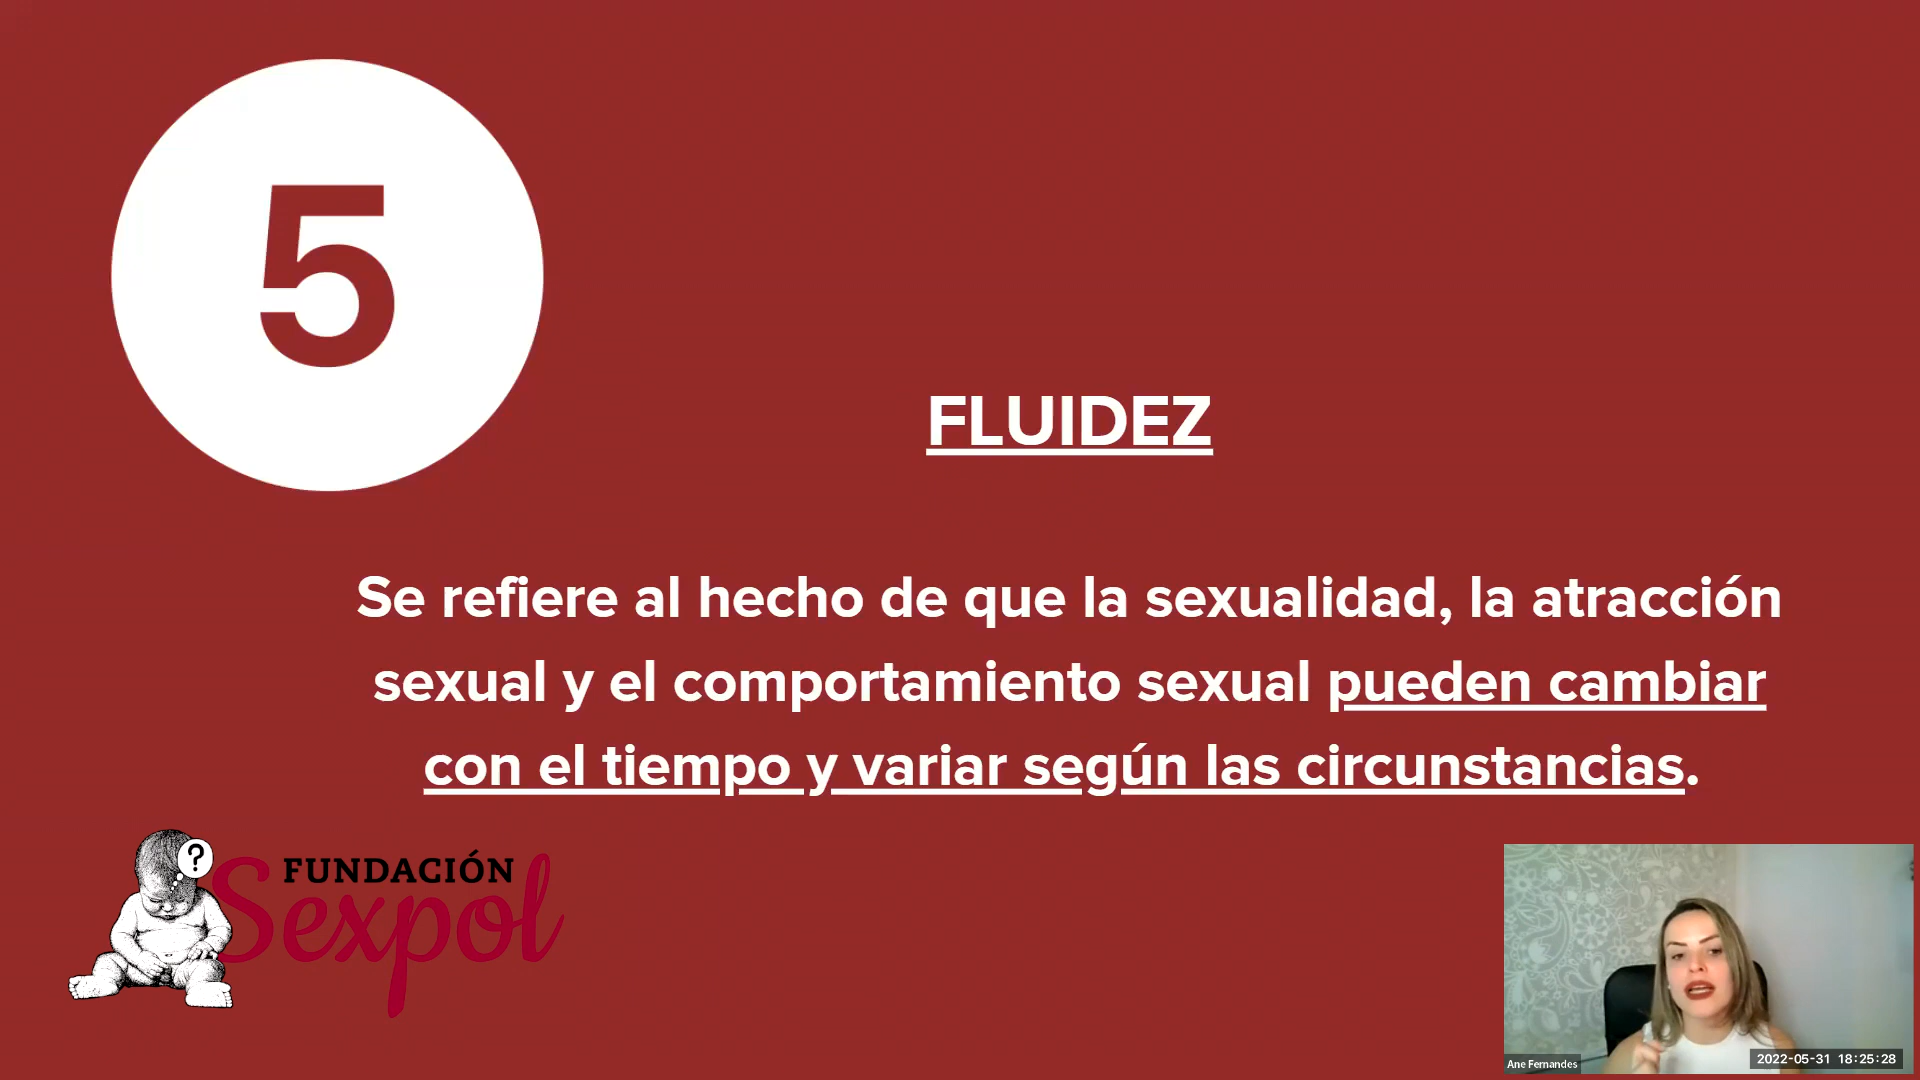 5
FLUIDEZ
Se refiere al hecho de que la sexualidad, la atracción
sexual y el comportamiento sexual pueden cambiar
con el tiempo y variar según las circunstancias.
?
FUNDACIÓN
Sexpol
Ane Fernandes
2022-05-31 18:25:28